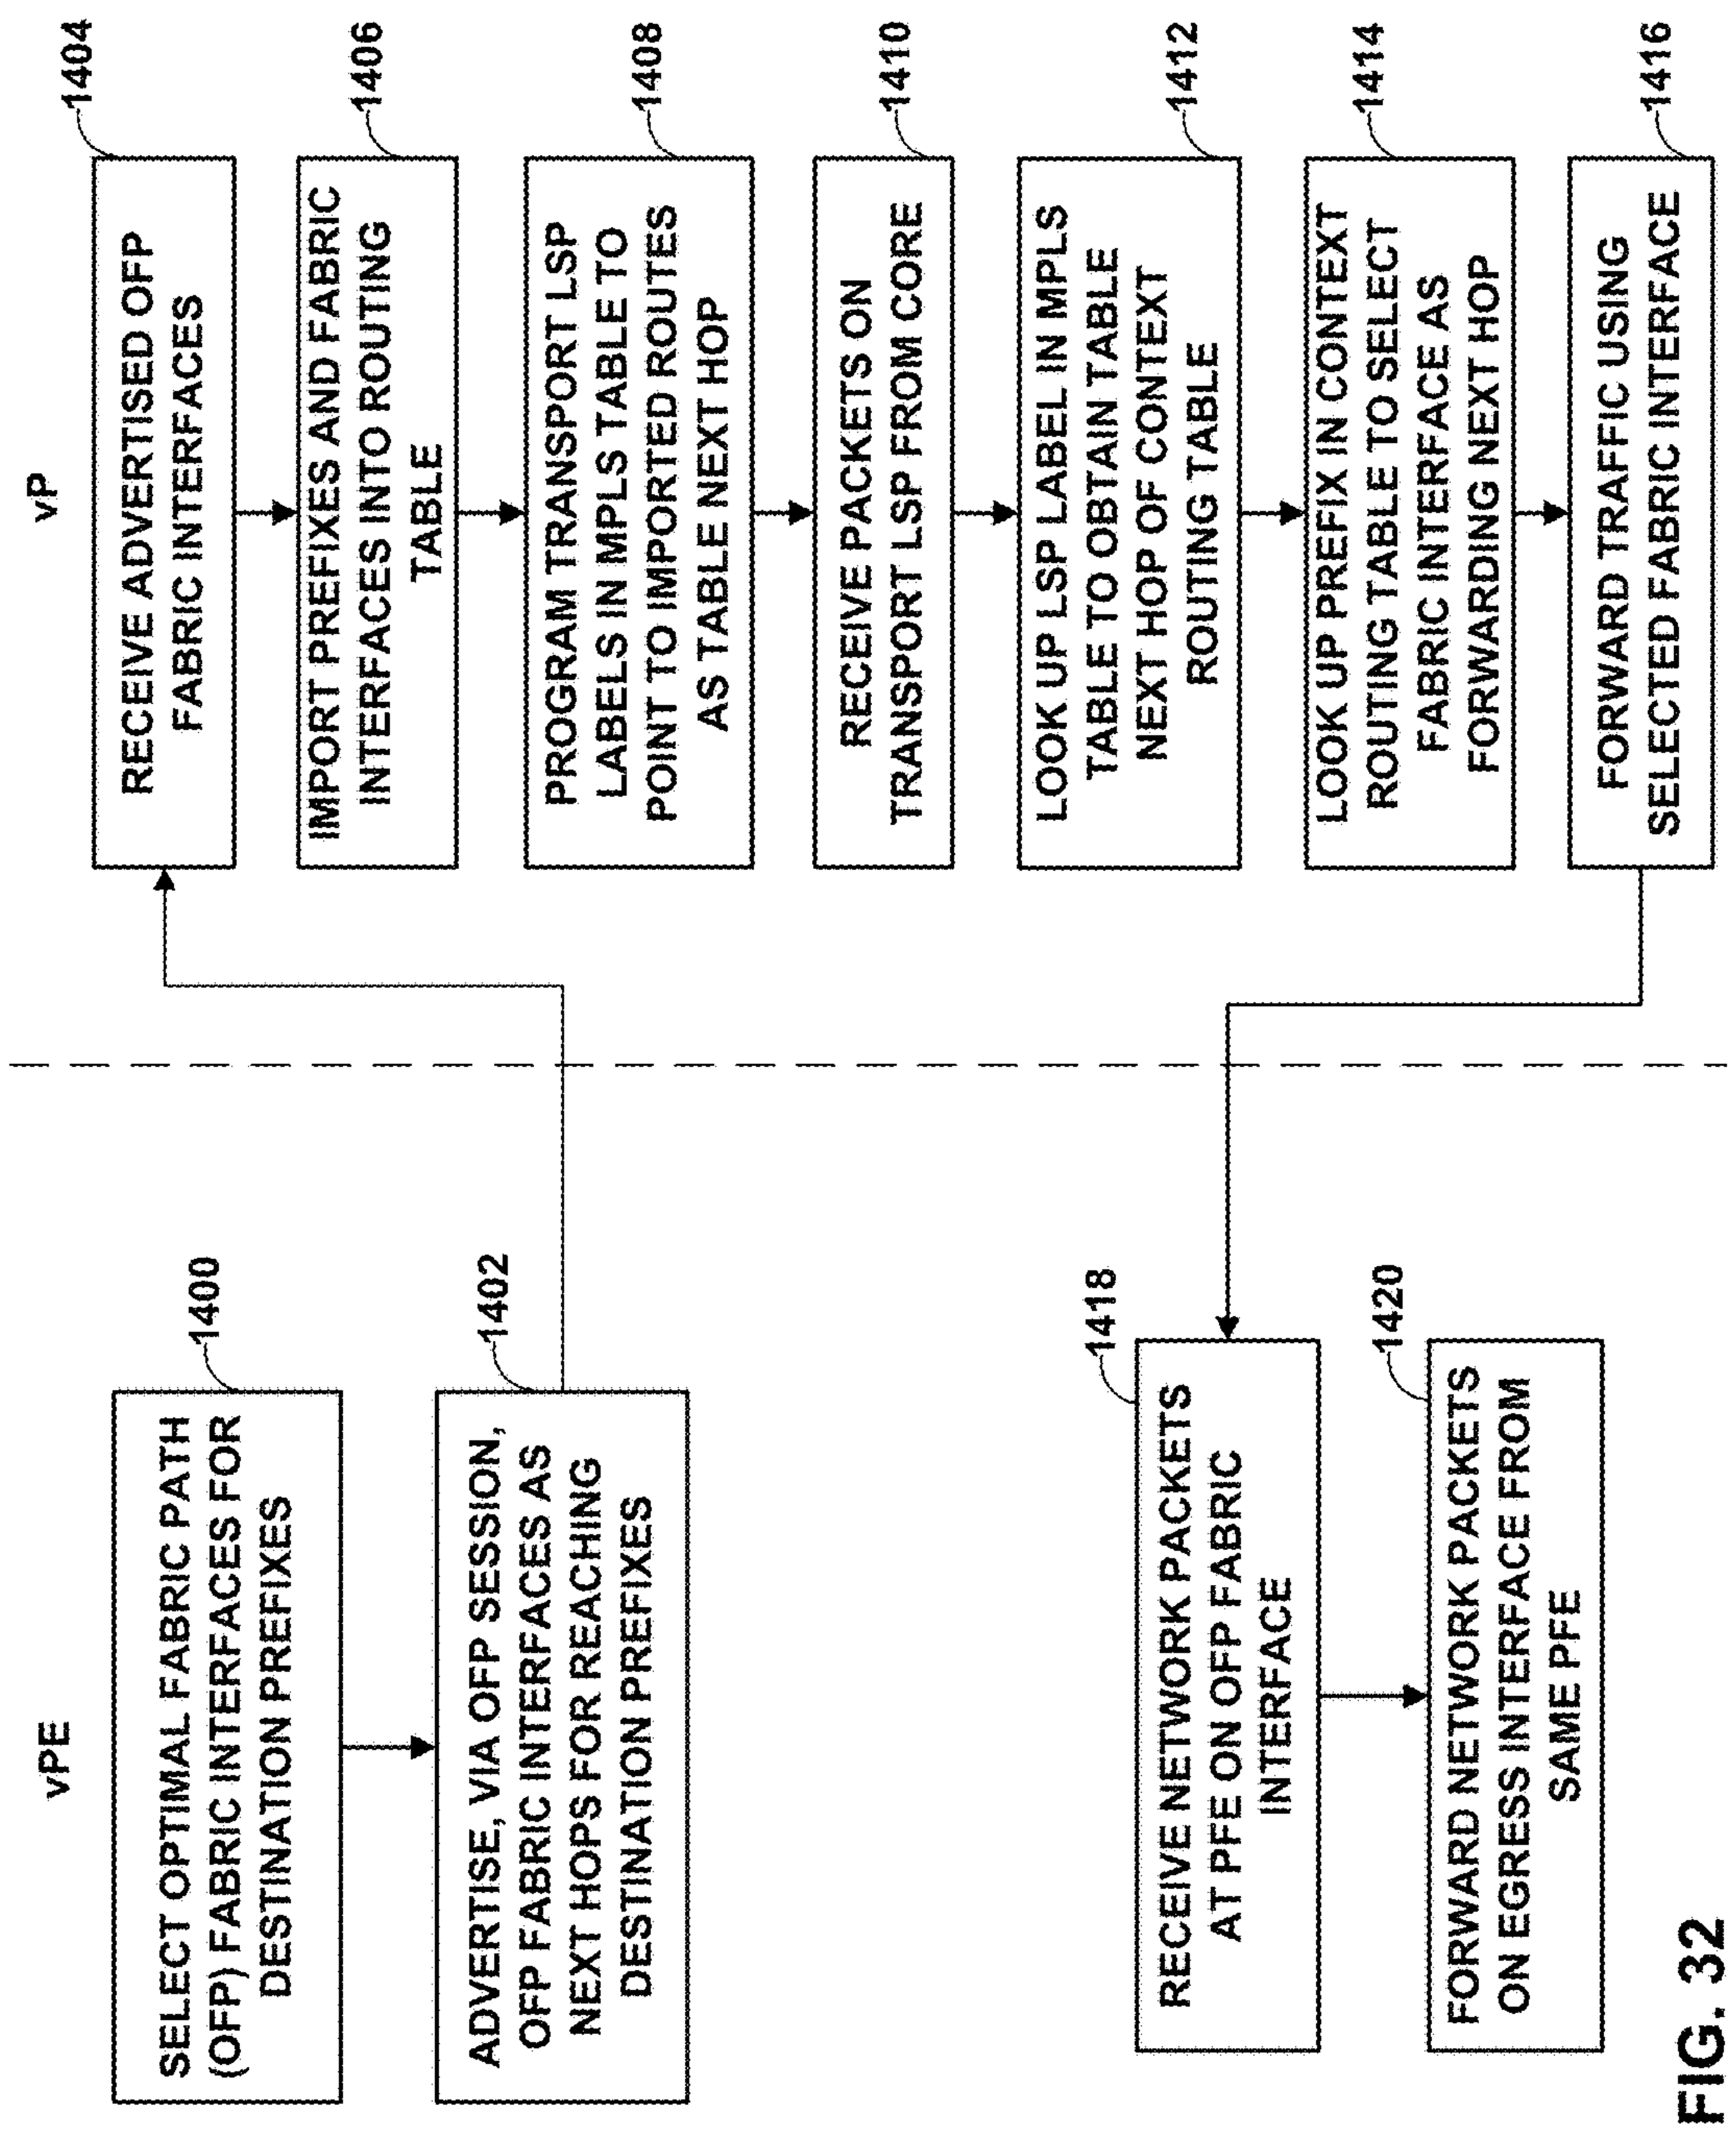 vPE
SELECT OPTIMAL FABRIC PATH
(OFP) FABRIC INTERFACES FOR
DESTINATION PREFIXES
1400
ADVERTISE, VIA OFP SESSION,
OFP FABRIC INTERFACES AS
NEXT HOPS FOR REACHING
DESTINATION PREFIXES
1402
vP
RECEIVE ADVERTISED OFP
FABRIC INTERFACES
1404
IMPORT PREFIXES AND FABRIC
INTERFACES INTO ROUTING
TABLE
1406
PROGRAM TRANSPORT LSP
LABELS IN MPLS TABLE TO
POINT TO IMPORTED ROUTES
AS TABLE NEXT HOP
1408
RECEIVE PACKETS ON
TRANSPORT LSP FROM CORE
1410
LOOK UP LSP LABEL IN MPLS
TABLE TO OBTAIN TABLE
NEXT HOP OF CONTEXT
ROUTING TABLE
1412
LOOK UP PREFIX IN CONTEXT
ROUTING TABLE TO SELECT
FABRIC INTERFACE AS
FORWARDING NEXT HOP
1414
FORWARD TRAFFIC USING
SELECTED FABRIC INTERFACE
1416
RECEIVE NETWORK PACKETS
AT PFE ON OFP FABRIC
INTERFACE
1418
FORWARD NETWORK PACKETS
ON EGRESS INTERFACE FROM
SAME PFE
1420
FIG. 32